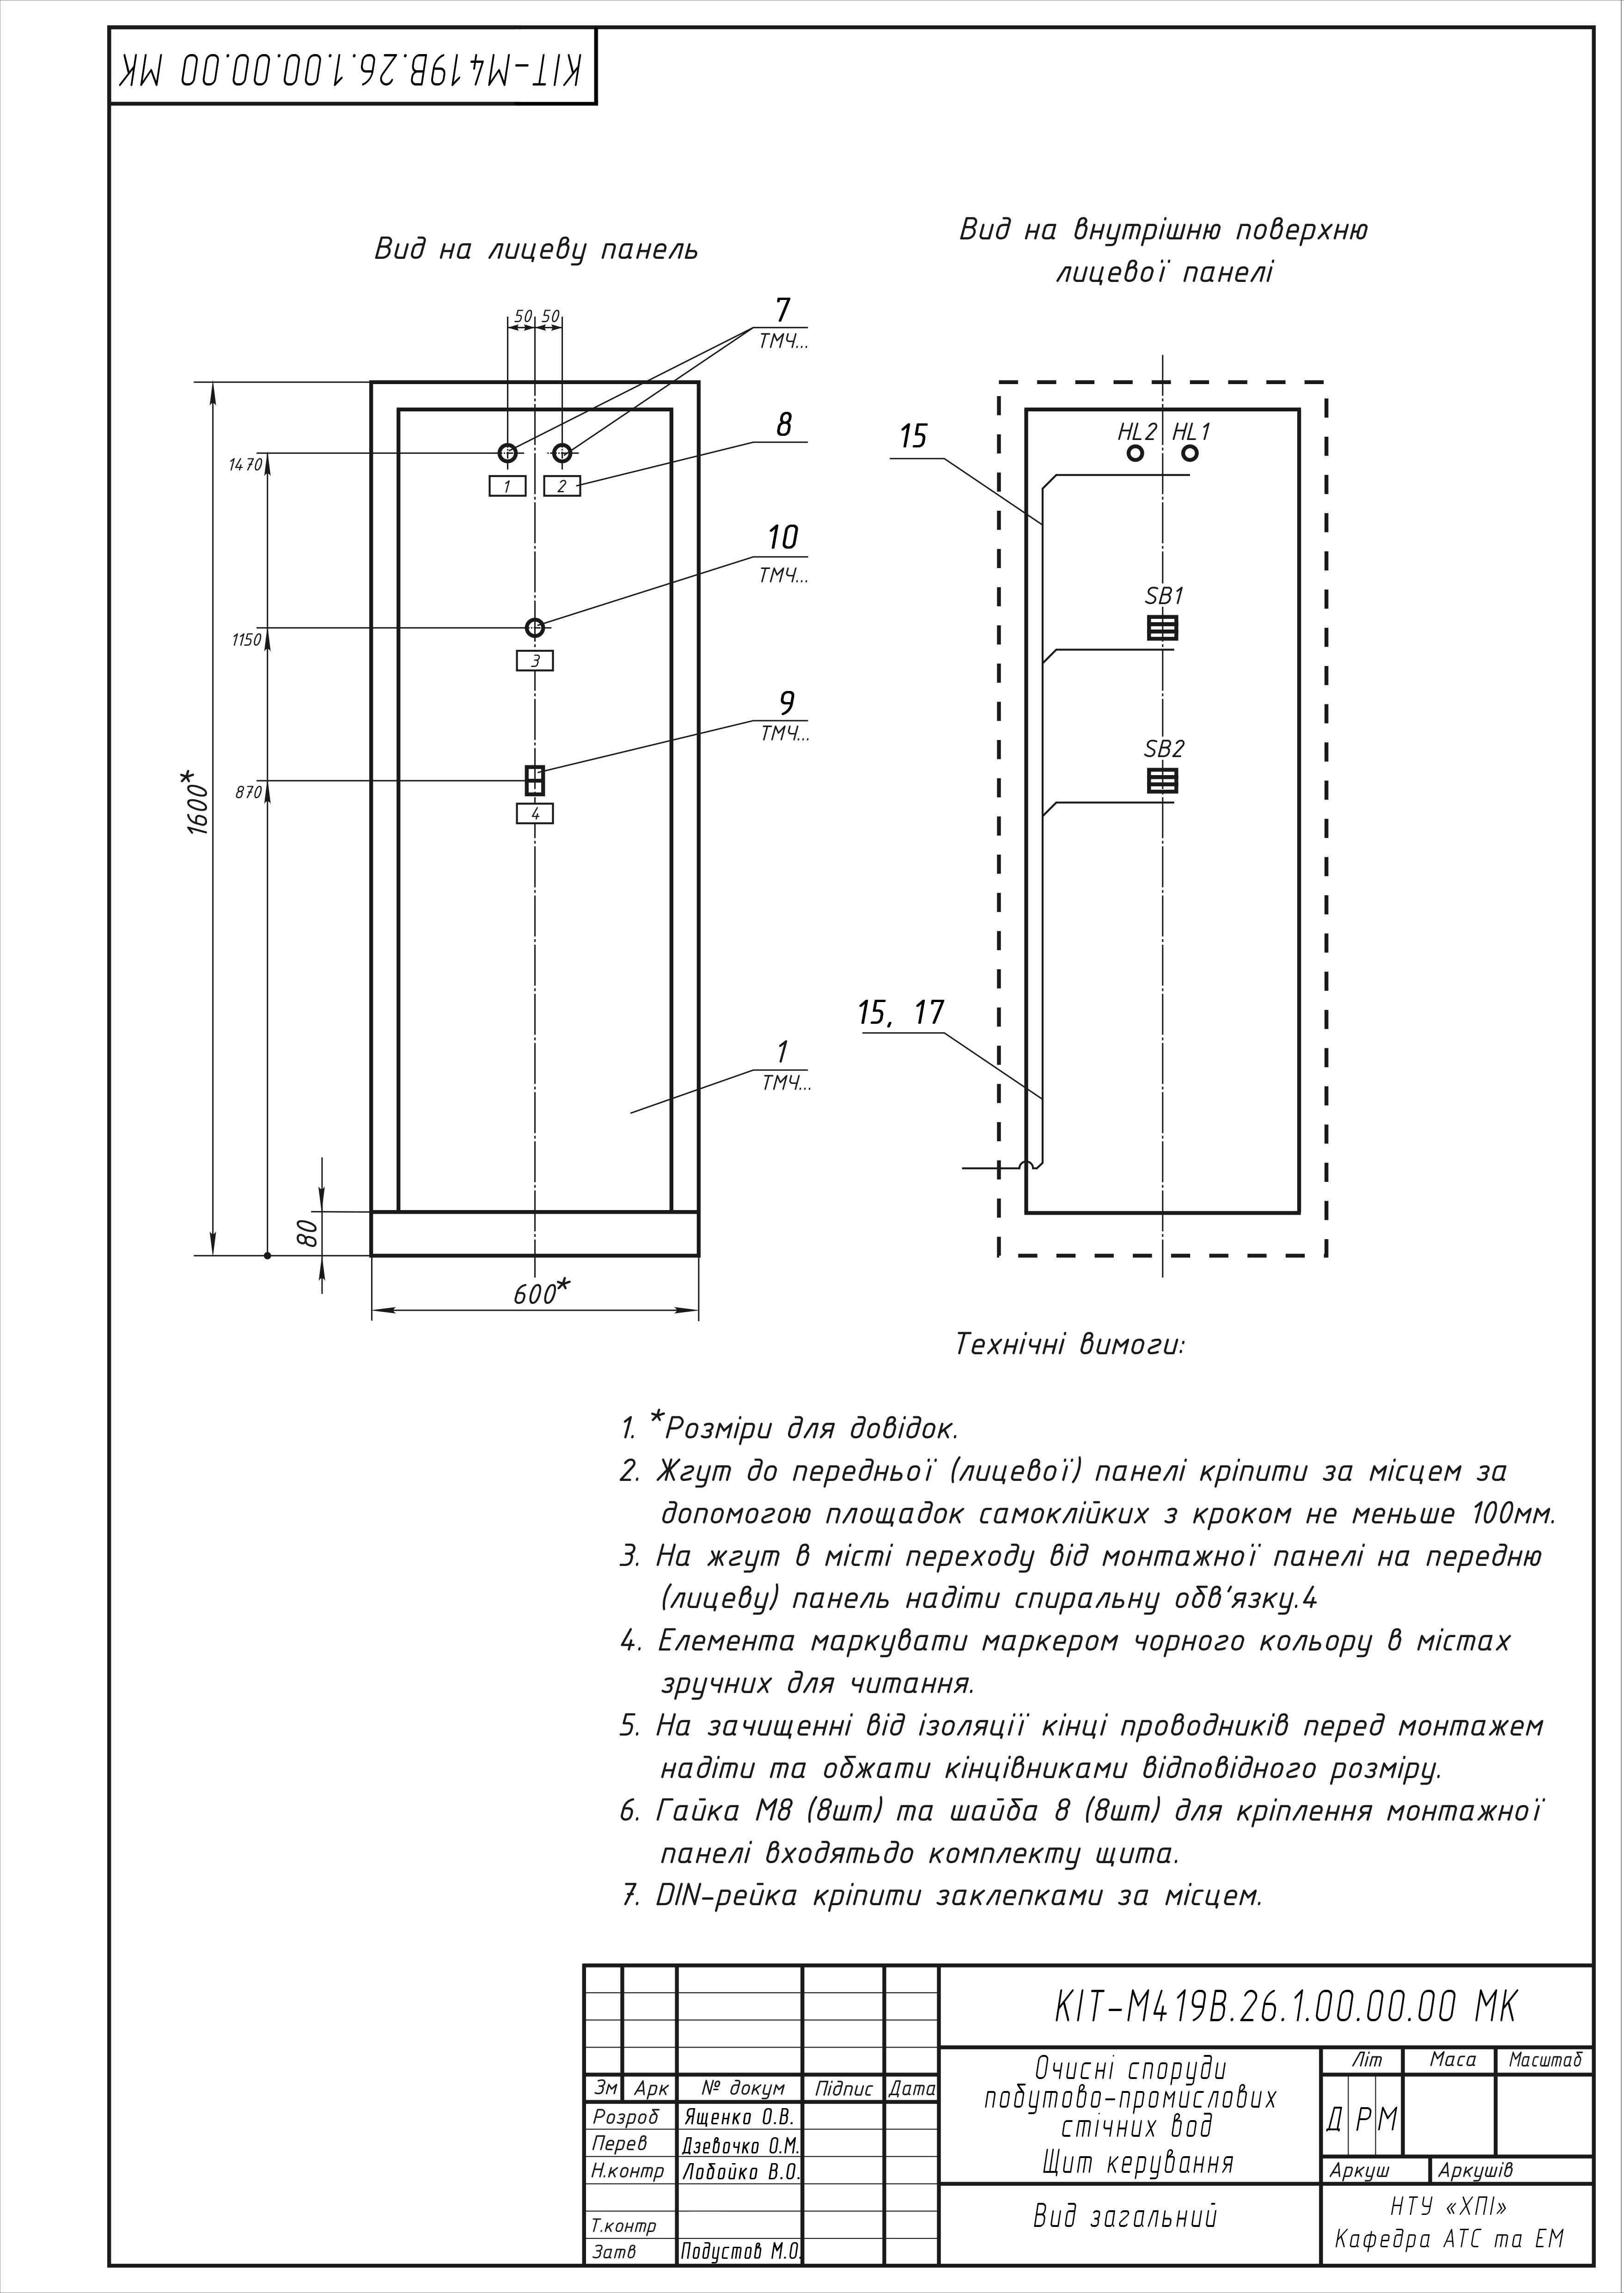 КІТ-М419В.26.1.00.00.00 МК
Вид на лицеву панель
Вид на внутрішню поверхню
лицевої панелі
50 50
7
ТМЧ...
8
15
HL2 HL1
1470
1 2
10
ТМЧ...
SB1
1150
3
9
ТМЧ...
SB2
1600*
870
4
15, 17
1
ТМЧ...
80
600*
Технічні вимоги:
1. *Розміри для довідок.
2. Жгут до передньої (лицевої) панелі кріпити за місцем за
допомогою площадок самоклійких з кроком не меньше 100мм.
3. На жгут в місті переходу від монтажної панелі на передню
(лицеву) панель надіти спиральну обв'язку.4
4. Елемента маркувати маркером чорного кольору в містах
зручних для читання.
5. На зачищенні від ізоляції кінці проводників перед монтажем
надіти та обжати кінцівниками відповідного розміру.
6. Гайка М8 (8шт) та шайба 8 (8шт) для кріплення монтажної
панелі входятьдо комплекту щита.
7. DIN-рейка кріпити заклепками за місцем.
КІТ-М419В.26.1.00.00.00 МК
Очисні споруди
побутово-промислових
стічних вод
Щит керування
Літ Маса Масштаб
Зм Арк № докум Підпис Дата
Розроб Ященко О.В.
Д Р М
Перев Дзевочко О.М.
Н.контр Лобойко В.О.
Аркуш Аркушів
Вид загальний
НТУ «ХПІ»
Кафедра АТС та ЕМ
Т.контр
Затв Подустов М.О.